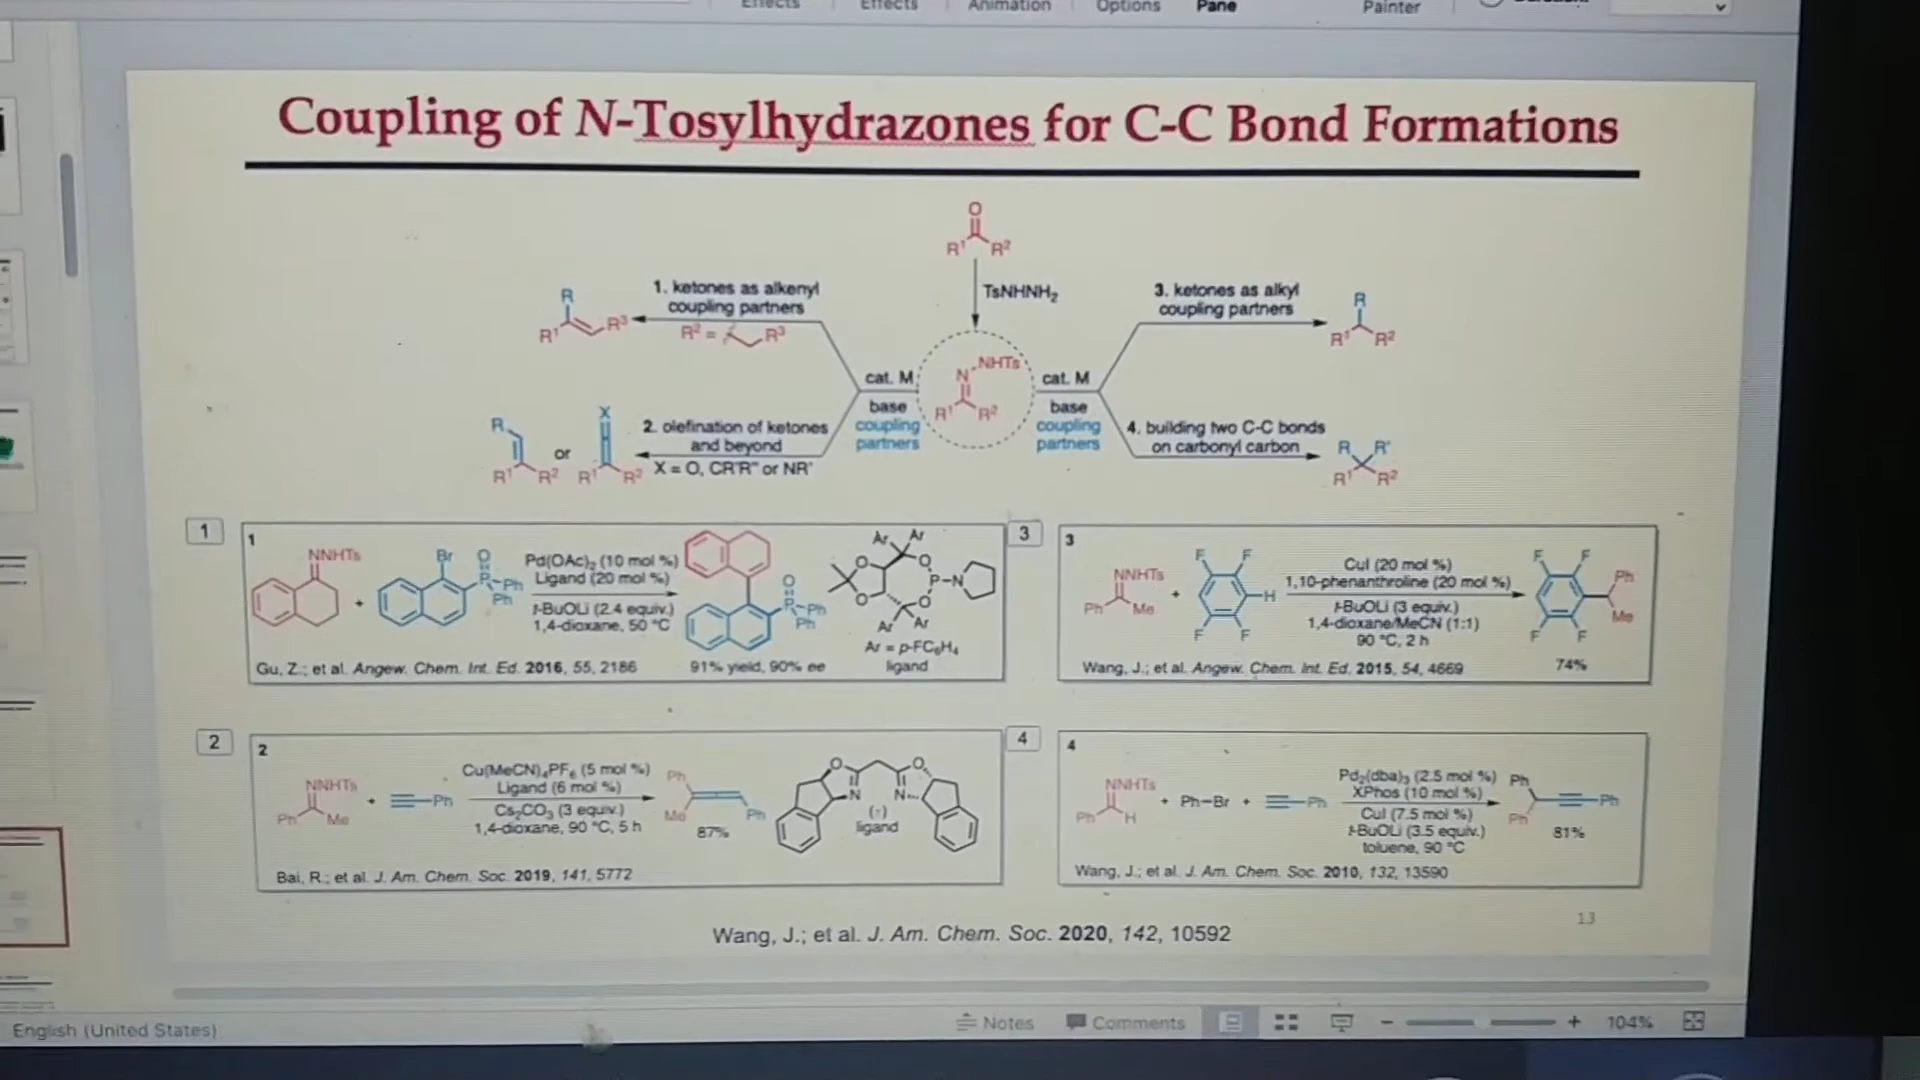 Effects
Effects
Animation
Options
Pane
Painter
Coupling of N-Tosylhydrazones for C-C Bond Formations
O
R¹ R²
TsNHNH₂
1. ketones as alkenyl
coupling partners
R² = R³
R
R¹ R³
3. ketones as alkyl
coupling partners
R
R¹ R²
cat. M
base
coupling
partners
N NHTs
R¹ R²
cat. M
base
coupling
partners
2. olefination of ketones
and beyond
X = O, CR'R'' or NR'
R
R¹ R²
or
X
R¹ R²
4. building two C-C bonds
on carbonyl carbon
R R'
R¹ R²
1
1
NNHTs
+
Br O
P Ph
Ph
Pd(OAc)₂ (10 mol %)
Ligand (20 mol %)
t-BuOLi (2.4 equiv.)
1,4-dioxane, 50 °C
O
P Ph
Ph
Ar Ar
O O
P-N
O O
Ar Ar
Ar = p-FC₆H₄
ligand
Gu, Z.; et al. Angew. Chem. Int. Ed. 2016, 55, 2186
91% yield, 90% ee
3
3
NNHTs
Ph Me
+
F F
H
F F
CuI (20 mol %)
1,10-phenanthroline (20 mol %)
t-BuOLi (3 equiv.)
1,4-dioxane/MeCN (1:1)
90 °C, 2 h
F F
Ph
Me
F F
Wang, J.; et al. Angew. Chem. Int. Ed. 2015, 54, 4669
74%
2
2
NNHTs
Ph Me
+
Ph
Cu(MeCN)₄PF₆ (5 mol %)
Ligand (6 mol %)
Cs₂CO₃ (3 equiv.)
1,4-dioxane, 90 °C, 5 h
Ph
Me Ph
87%
O O
N N
ligand
Bai, R.; et al. J. Am. Chem. Soc. 2019, 141, 5772
4
4
NNHTs
Ph H
+ Ph-Br + Ph
Pd₂(dba)₃ (2.5 mol %)
XPhos (10 mol %)
CuI (7.5 mol %)
t-BuOLi (3.5 equiv.)
toluene, 90 °C
Ph
Ph
Ph
81%
Wang, J.; et al. J. Am. Chem. Soc. 2010, 132, 13590
13
Wang, J.; et al. J. Am. Chem. Soc. 2020, 142, 10592
English (United States)
Notes
Comments
- + 104%